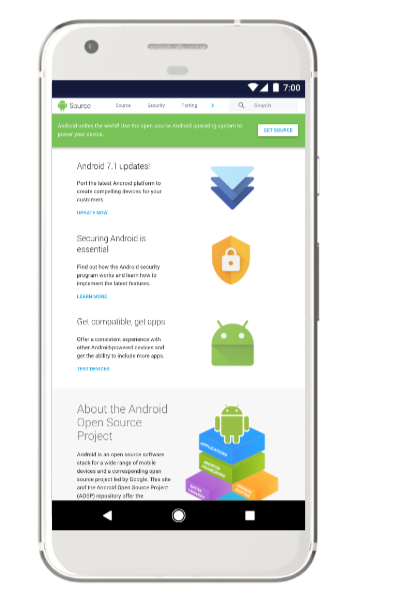 7:00
Source
Source Security Porting
Search
Android unites the world! Use the open source Android operating system to
power your device.
GET SOURCE
Android 7.1 updates!
Port the latest Android platform to
create compelling devices for your
customers.
UPDATE NOW
Securing Android is
essential
Find out how the Android security
program works and learn how to
implement the latest features.
LEARN MORE
Get compatible, get apps
Offer a consistent experience with
other Android-powered devices and
get the ability to include more apps.
TEST DEVICES
About the Android
Open Source
Project
Android is an open source software
stack for a wide range of mobile
devices and a corresponding open
source project led by Google. This site
and the Android Open Source Project
(AOSP) repository offer the
APPLICATIONS
ANDROID
FRAMEWORK